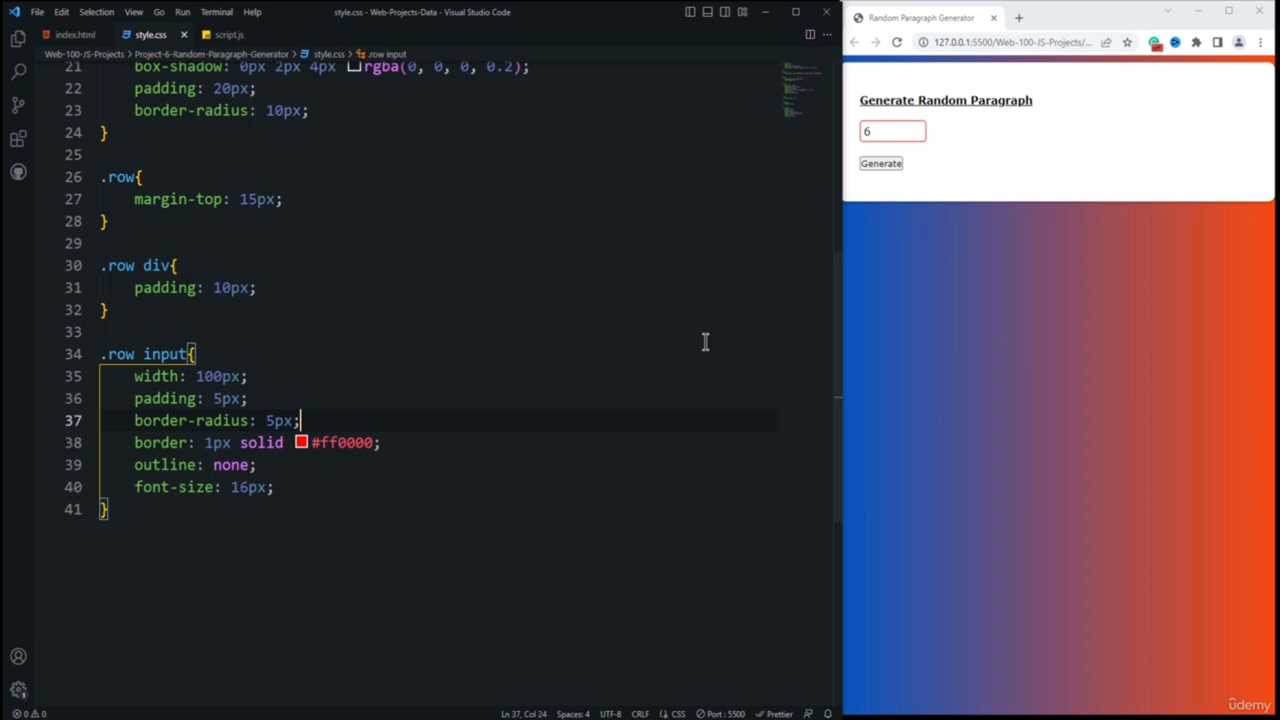 File Edit Selection View Go Run Terminal Help
style.css - Web-Projects-Data - Visual Studio Code
index.html
style.css
script.js
Web-100-JS-Projects > Project-6-Random-Paragraph-Generator > style.css > .row input
21 box-shadow: 0px 2px 4px rgba(0, 0, 0, 0.2);
22 padding: 20px;
23 border-radius: 10px;
24 }
25
26 .row{
27 margin-top: 15px;
28 }
29
30 .row div{
31 padding: 10px;
32 }
33
34 .row input{
35 width: 100px;
36 padding: 5px;
37 border-radius: 5px;
38 border: 1px solid #ff0000;
39 outline: none;
40 font-size: 16px;
41 }
0 0
Ln 37, Col 24 Spaces: 4 UTF-8 CRLF CSS Port : 5500 Prettier
Random Paragraph Generator
127.0.0.1:5500/Web-100-JS-Projects/...
Generate Random Paragraph
6
Generate
ûdemy